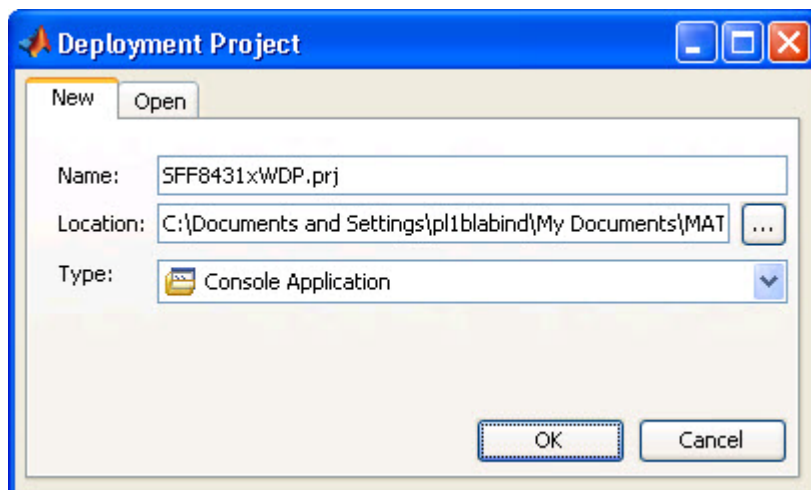 Deployment Project
New Open
Name: SFF8431xWDP.prj
Location: C:\Documents and Settings\pl1blabind\My Documents\MAT ...
Type: Console Application
OK Cancel